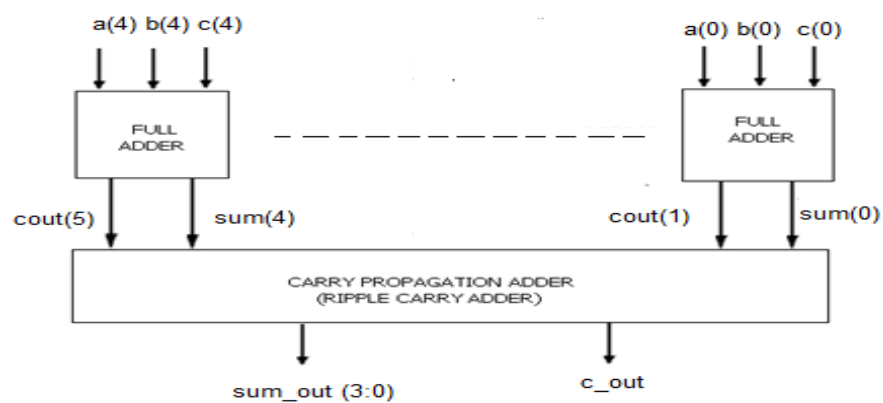 a(4) b(4) c(4)
a(0) b(0) c(0)
FULL
ADDER
FULL
ADDER
cout(5)
sum(4)
cout(1)
sum(0)
CARRY PROPAGATION ADDER
(RIPPLE CARRY ADDER)
sum_out (3:0)
c_out